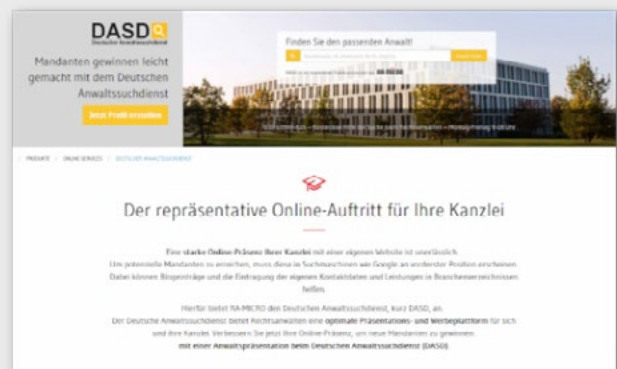 DASD
Deutscher Anwaltssuchdienst
Mandanten gewinnen leicht
gemacht mit dem Deutschen
Anwaltssuchdienst
Jetzt Profil erstellen
Finden Sie den passenden Anwalt!
PRODUKTE | ONLINE SERVICES | DEUTSCHER ANWALTSSUCHDIENST
Der repräsentative Online-Auftritt für Ihre Kanzlei
Eine starke Online-Präsenz Ihrer Kanzlei mit einer eigenen Website ist unerlässlich.
Um potenzielle Mandanten zu erreichen, muss diese in Suchmaschinen wie Google an vorderster Position erscheinen.
Dabei können Blogeinträge und die Eintragung der eigenen Kontaktdaten und Leistungen in Branchenverzeichnissen
helfen.
Hierfür bietet RA-MICRO den Deutschen Anwaltssuchdienst, kurz DASD, an.
Der Deutsche Anwaltssuchdienst bietet Rechtsanwälten eine optimale Präsentations- und Werbeplattform für sich
und ihre Kanzlei. Verbessern Sie jetzt Ihre Online-Präsenz, um neue Mandanten zu gewinnen:
mit einer Anwaltspräsentation beim Deutschen Anwaltssuchdienst (DASD).